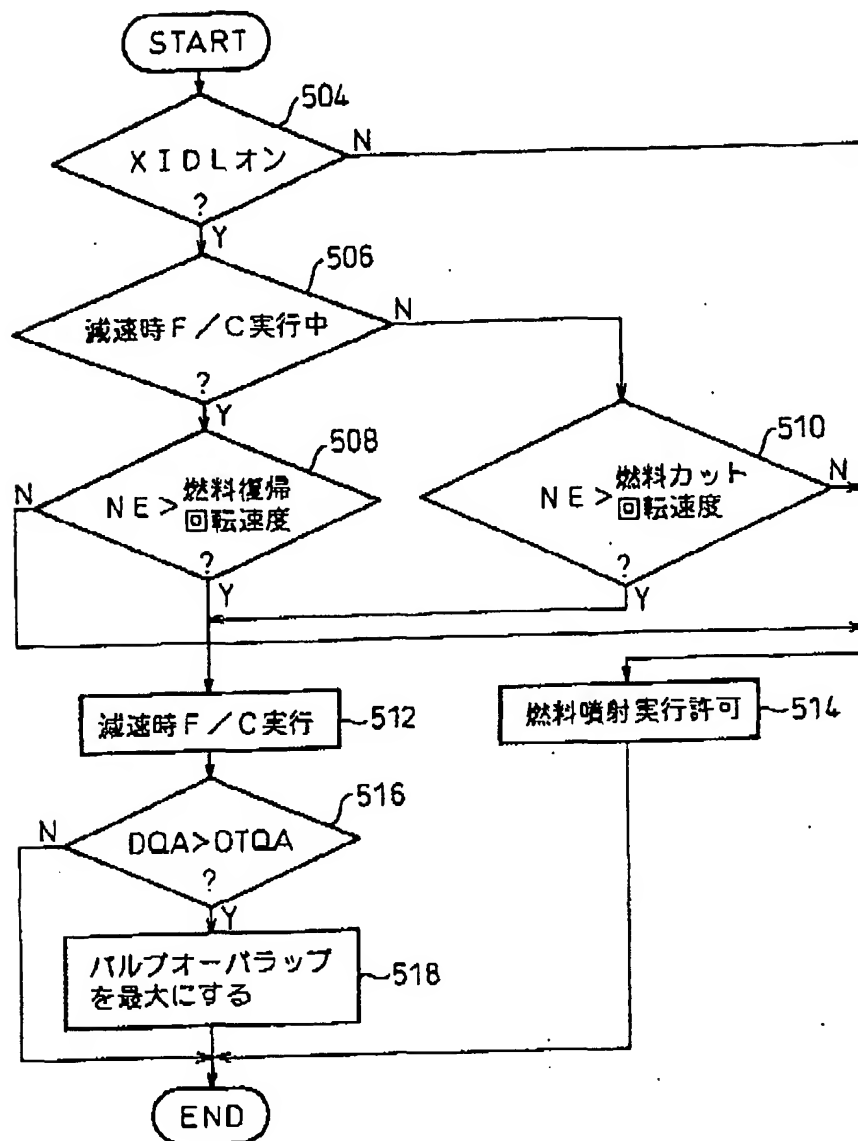 START
504
XIDLオン
N
?
Y
506
減速時F/C実行中
N
?
Y
508
N
NE>燃料復帰
回転速度
?
Y
510
NE>燃料カット
回転速度
N
?
Y
減速時F/C実行
512
燃料噴射実行許可
514
516
N
DQA>OTQA
?
Y
バルブオーバラップ
を最大にする
518
END